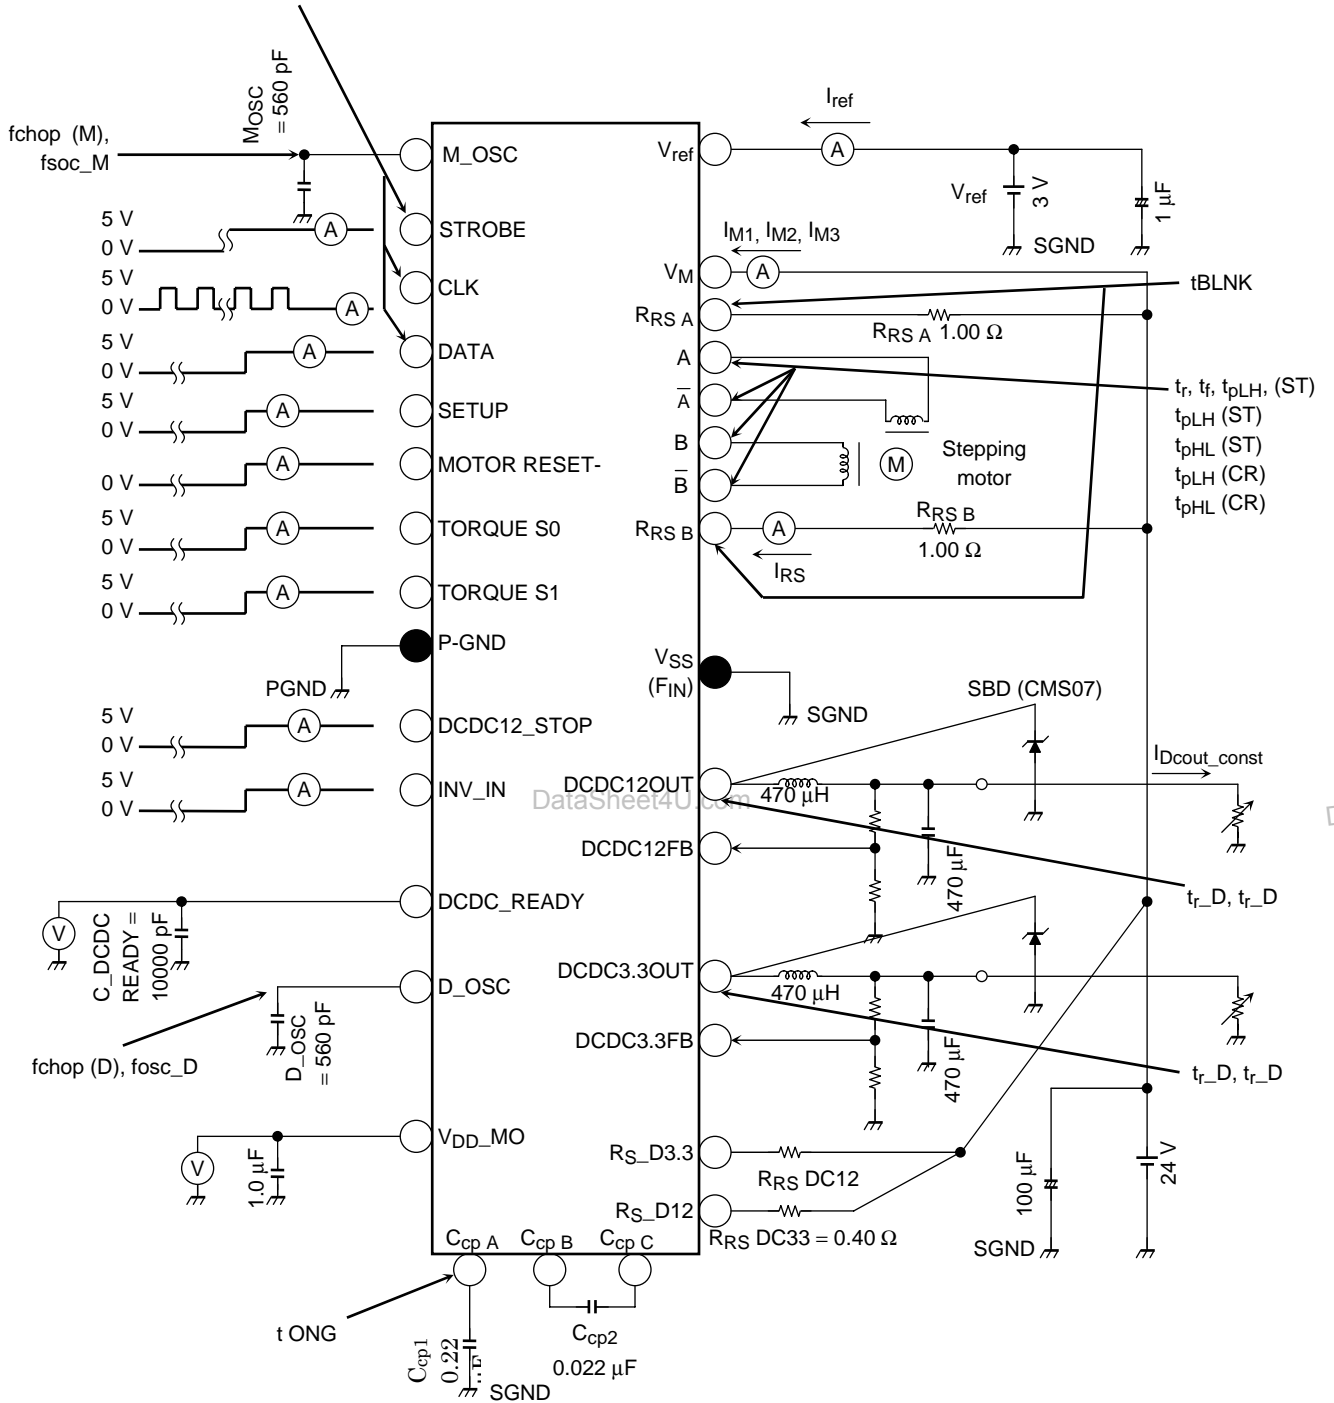 MOSC
= 560 pF
fchop (M),
fsoc_M
M_OSC
5 V
0 V
A
STROBE
5 V
0 V
A
CLK
5 V
0 V
A
DATA
5 V
0 V
A
SETUP
0 V
A
MOTOR RESET-
5 V
0 V
A
TORQUE S0
5 V
0 V
A
TORQUE S1
P-GND
PGND
5 V
0 V
A
DCDC12_STOP
5 V
0 V
A
INV_IN
DCDC_READY
V
C_DCDC
READY =
10000 pF
D_OSC
D_OSC
= 560 pF
fchop (D), fosc_D
VDD_MO
V
1.0 µF
Ccp A
Ccp B
Ccp C
t ONG
Ccp1
0.22
SGND
Ccp2
0.022 µF
Iref
Vref
A
Vref
3 V
1 µF
SGND
IM1, IM2, IM3
VM
A
tBLNK
RRS A
RRS A 1.00 Ω
A
A
B
B
M
Stepping
motor
tr, tf, tpLH, (ST)
tpLH (ST)
tpHL (ST)
tpLH (CR)
tpHL (CR)
RRS B
A
RRS B
1.00 Ω
IRS
VSS
(FIN)
SGND
SBD (CMS07)
IDcout_const
DCDC12OUT
470 µH
DataSheet4U.com
DCDC12FB
470 µF
tr_D, tr_D
DCDC3.3OUT
470 µH
DCDC3.3FB
470 µF
tr_D, tr_D
RS_D3.3
RRS DC12
RS_D12
RRS DC33 = 0.40 Ω
100 µF
SGND
24 V